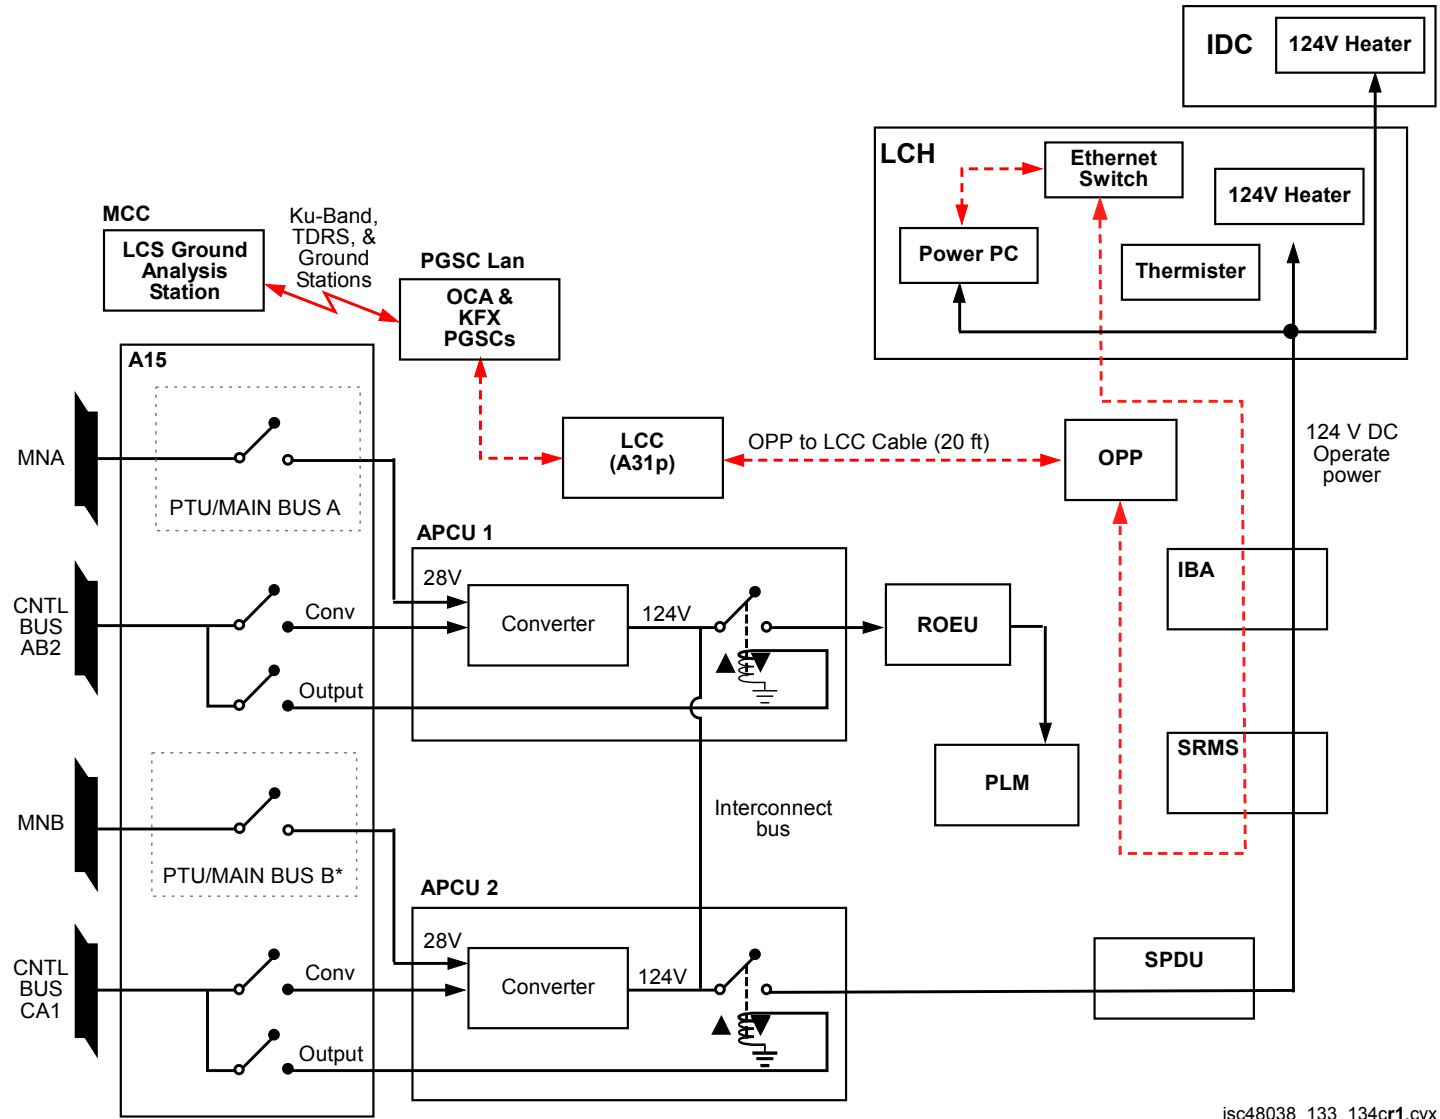 IDC
124V Heater
LCH
Ethernet
Switch
124V Heater
Power PC
Thermister
MCC
LCS Ground
Analysis
Station
Ku-Band,
TDRS, &
Ground
Stations
PGSC Lan
OCA &
KFX
PGSCs
A15
MNA
PTU/MAIN BUS A
LCC
(A31p)
OPP to LCC Cable (20 ft)
OPP
124 V DC
Operate
power
APCU 1
28V
CNTL
BUS
AB2
Conv
Converter
124V
Output
ROEU
IBA
PLM
SRMS
MNB
PTU/MAIN BUS B*
Interconnect
bus
APCU 2
28V
CNTL
BUS
CA1
Conv
Converter
124V
Output
SPDU
jsc48038_133_134cr1.cvx